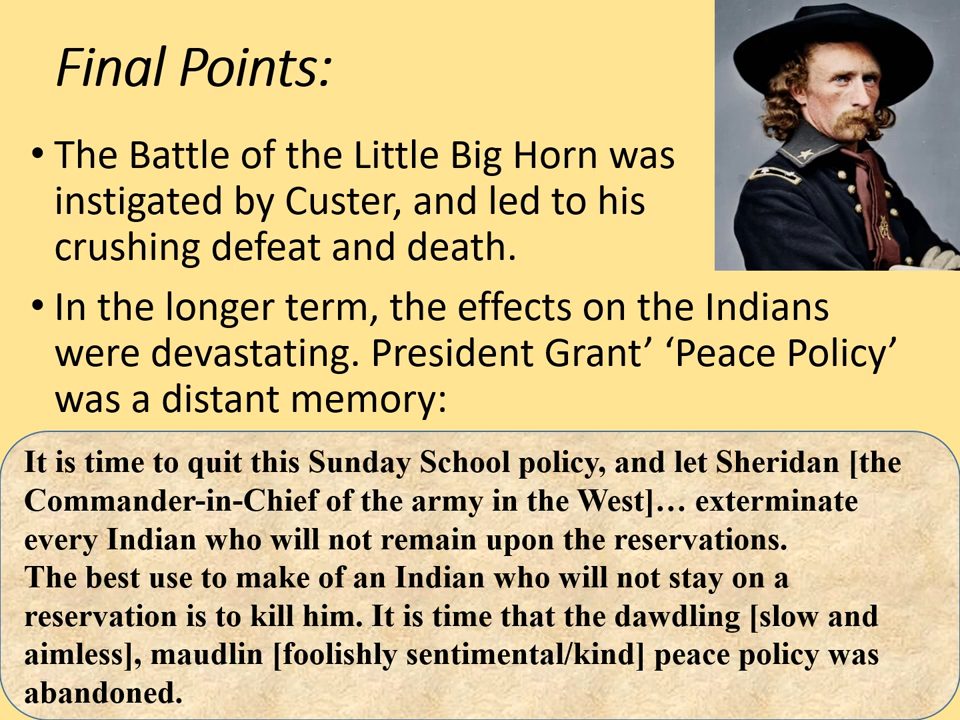 Final Points:
• The Battle of the Little Big Horn was
instigated by Custer, and led to his
crushing defeat and death.
• In the longer term, the effects on the Indians
were devastating. President Grant’ ‘Peace Policy’
was a distant memory:
It is time to quit this Sunday School policy, and let Sheridan [the
Commander-in-Chief of the army in the West]… exterminate
every Indian who will not remain upon the reservations.
The best use to make of an Indian who will not stay on a
reservation is to kill him. It is time that the dawdling [slow and
aimless], maudlin [foolishly sentimental/kind] peace policy was
abandoned.